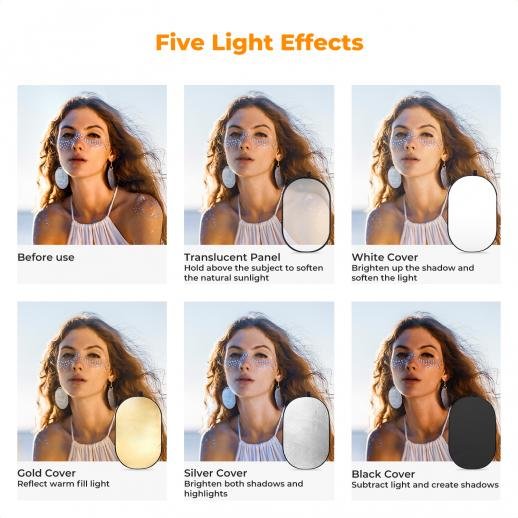 Five Light Effects
Before use
Translucent Panel
Hold above the subject to soften
the natural sunlight
White Cover
Brighten up the shadow and
soften the light
Gold Cover
Reflect warm fill light
Silver Cover
Brighten both shadows and
highlights
Black Cover
Subtract light and create shadows